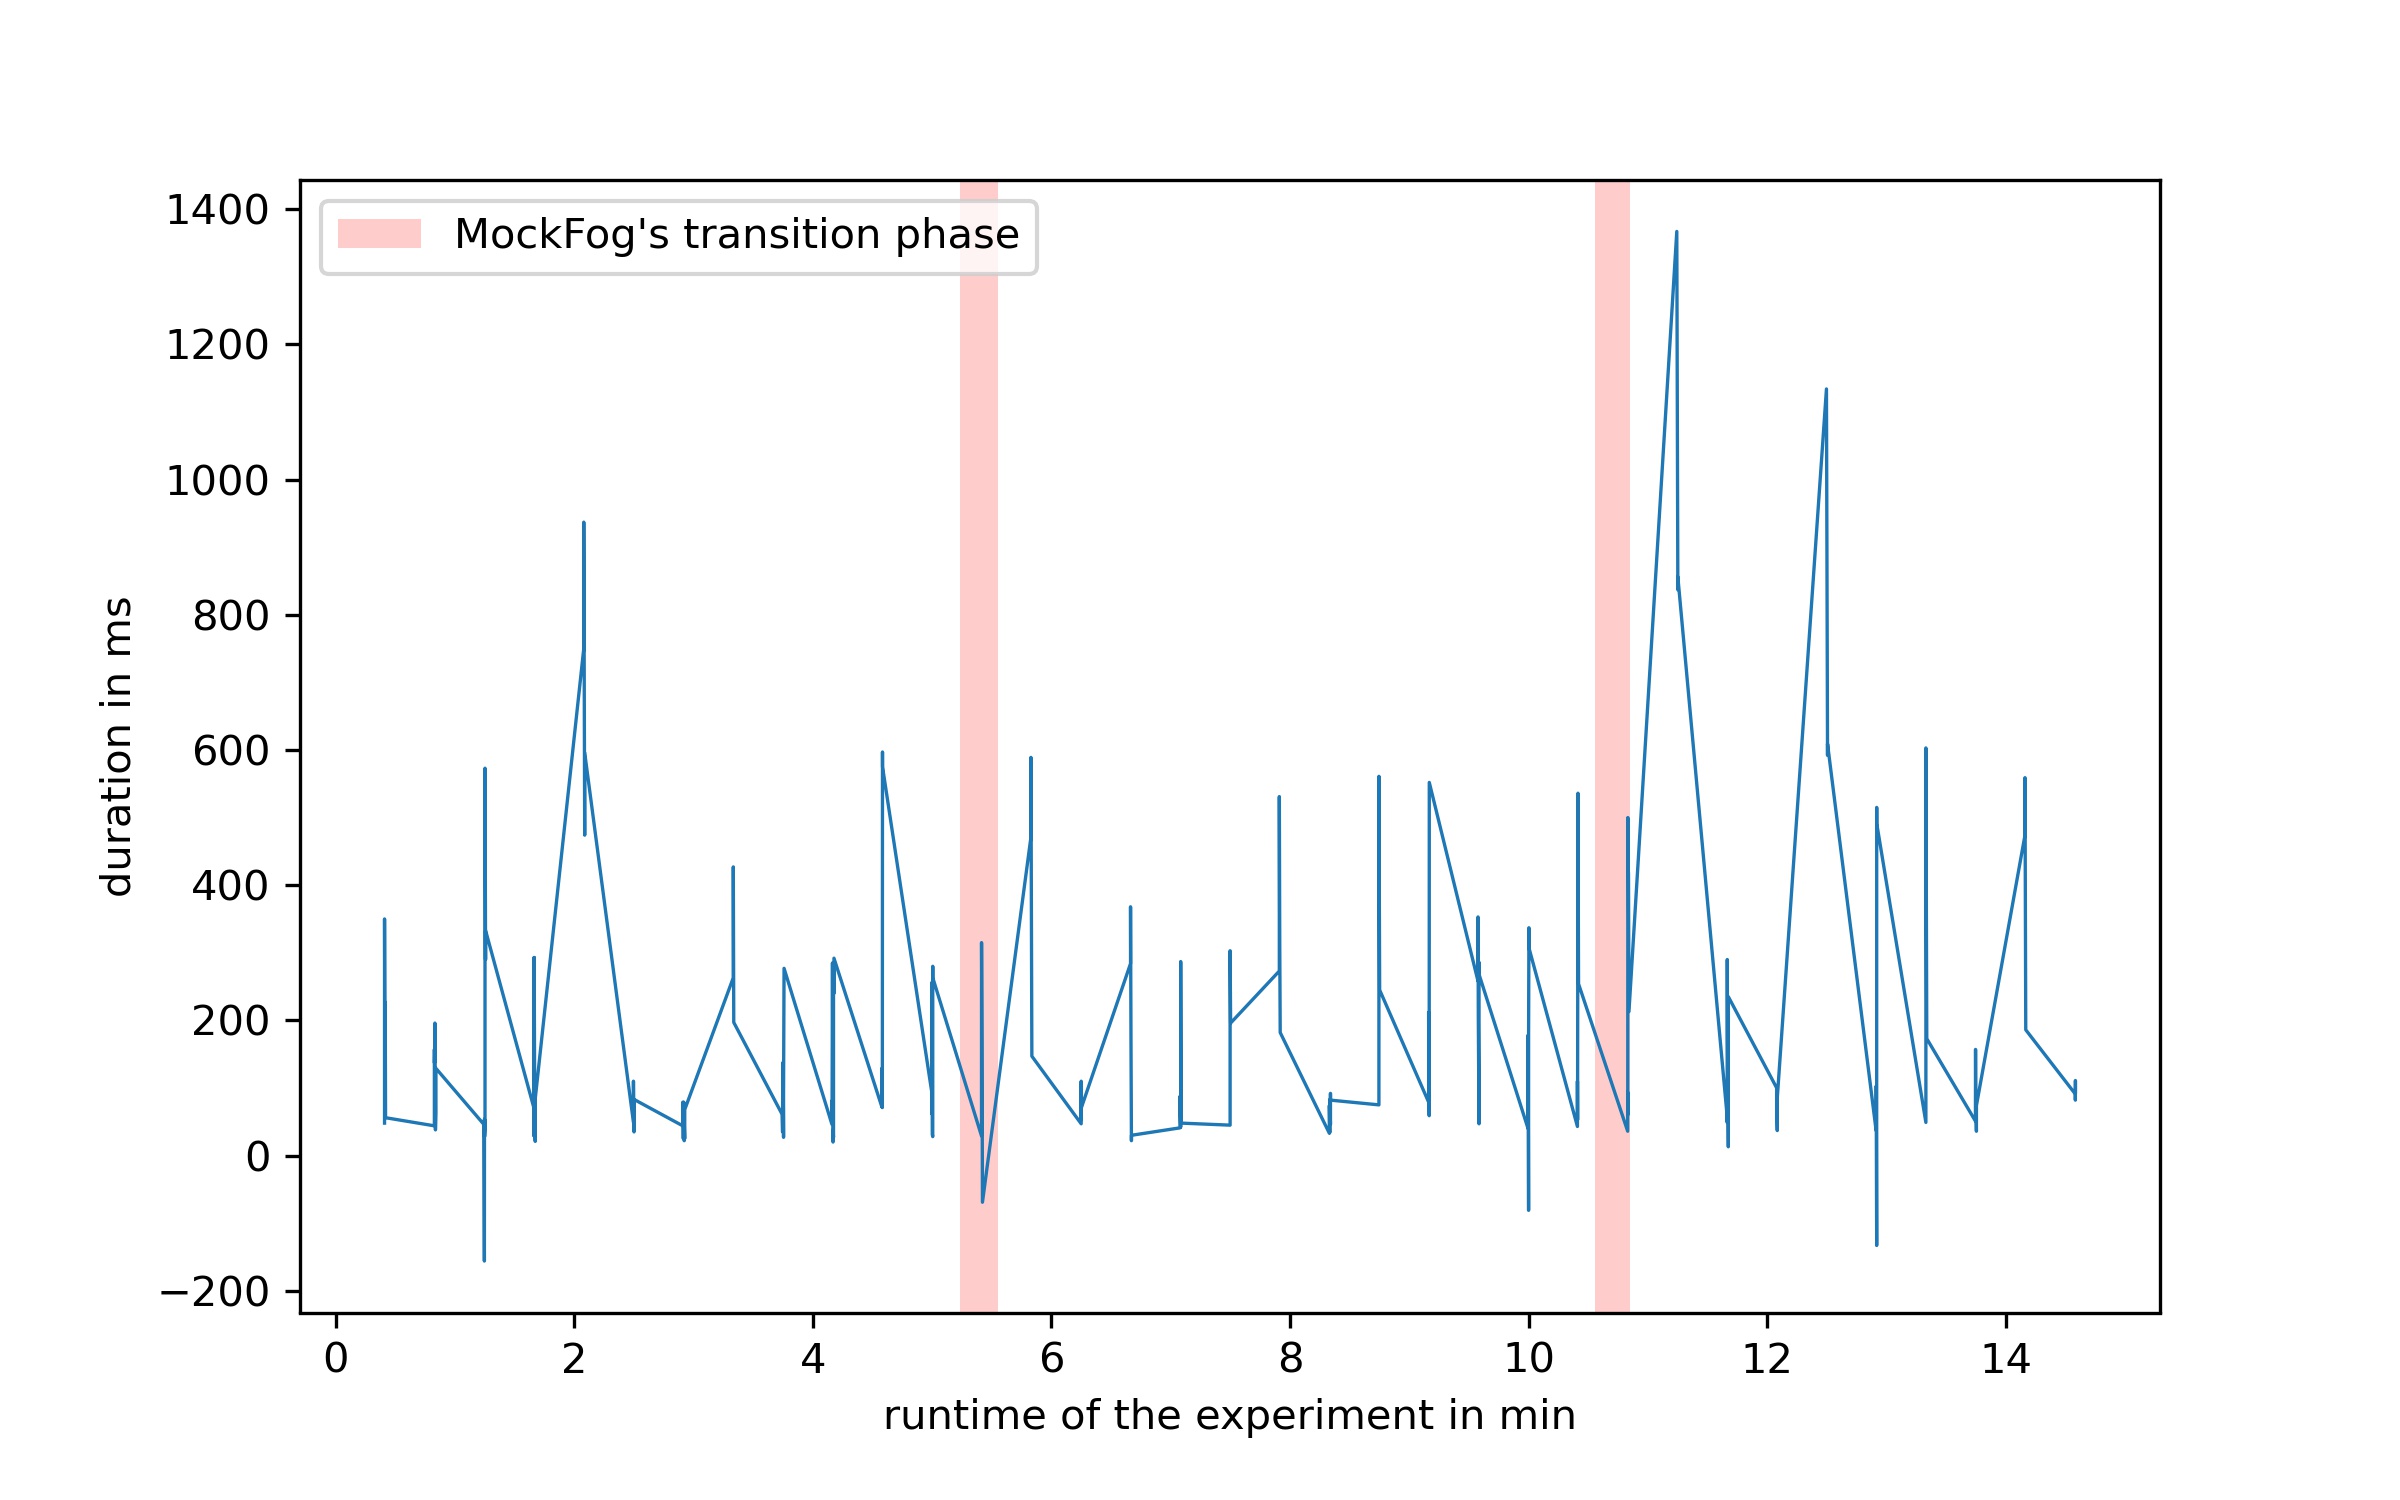 MockFog's transition phase
1400
1200
1000
800
600
400
200
0
−200
duration in ms
0 2 4 6 8 10 12 14
runtime of the experiment in min